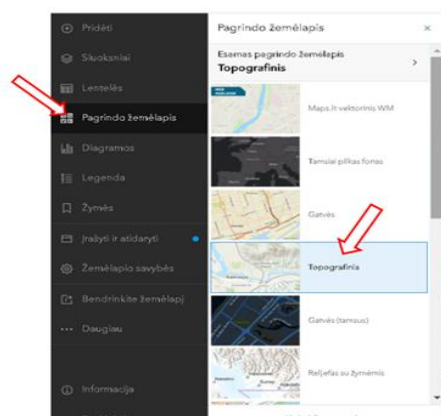 Pridėti
Sluoksniai
Lentelės
Pagrindo žemėlapis
Diagramos
Legenda
Žymės
Įrašyti ir atidaryti
Žemėlapio savybės
Bendrinkite žemėlapį
Daugiau
Informacija
Pagrindo žemėlapis
Esamas pagrindo žemėlapis
Topografinis
Maps.lt vektorinis WM
Tamsiai pilkas fonas
Gatvės
Topografinis
Gatvės (tamsus)
Reljefas su žymėmis